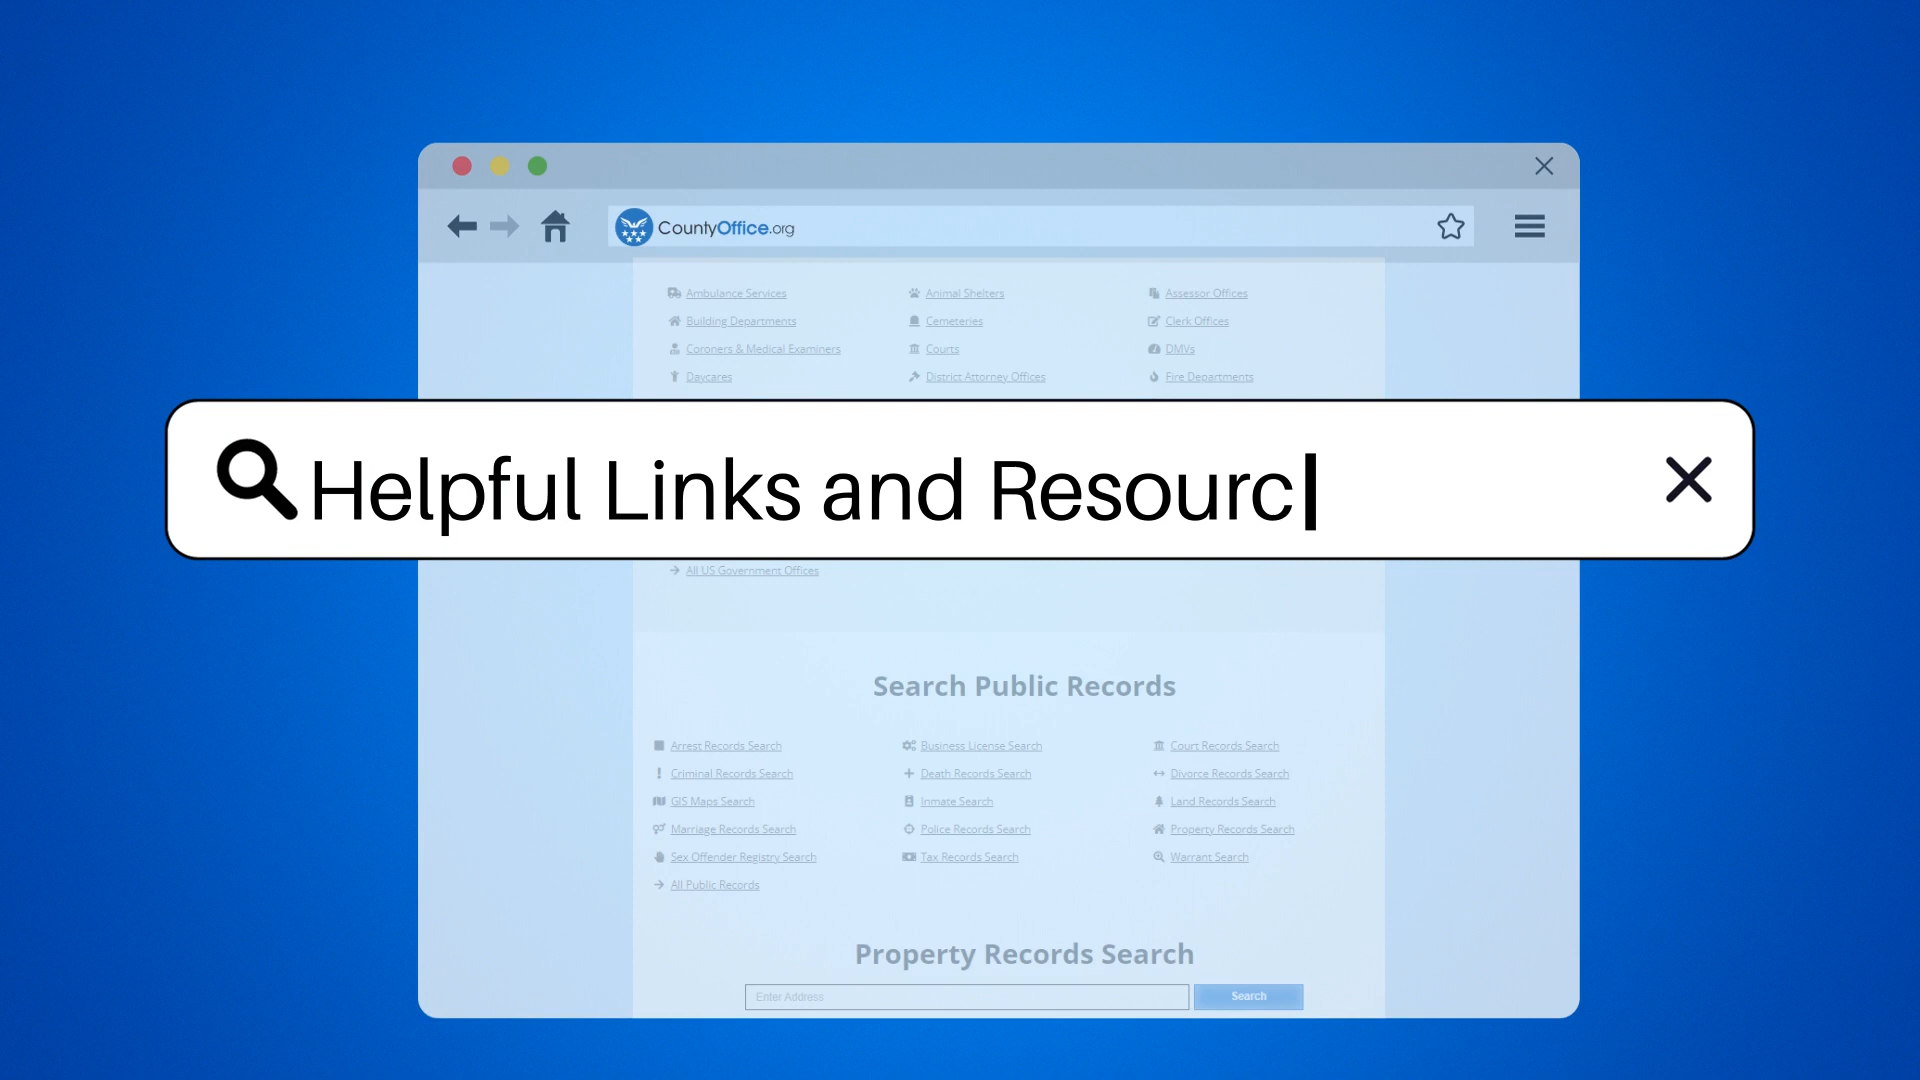 CountyOffice.org
Ambulance Services Animal Shelters Assessor Offices
Building Departments Cemeteries Clerk Offices
Coroners & Medical Examiners Courts DMVs
Daycares District Attorney Offices Fire Departments
Helpful Links and Resourc
All US Government Offices
Search Public Records
Arrest Records Search Business License Search Court Records Search
Criminal Records Search Death Records Search Divorce Records Search
GIS Maps Search Inmate Search Land Records Search
Marriage Records Search Police Records Search Property Records Search
Sex Offender Registry Search Tax Records Search Warrant Search
All Public Records
Property Records Search
Enter Address Search